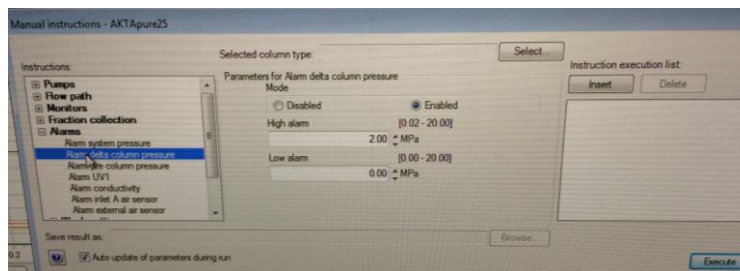 Manual instructions - AKTApure25
Selected column type:
Select...
Instructions:
Instruction execution list:
Pumps
Flow path
Monitors
Fraction collection
Alarms
Alarm system pressure
Alarm delta column pressure
Alarm pre column pressure
Alarm UV1
Alarm conductivity
Alarm inlet A air sensor
Alarm external air sensor
Parameters for Alarm delta column pressure
Mode
Disabled
Enabled
High alarm [0.02 - 20.00]
2.00 MPa
Low alarm [0.00 - 20.00]
0.00 MPa
Insert
Delete
Save result as:
Browse...
0.2
Auto update of parameters during run
Execute